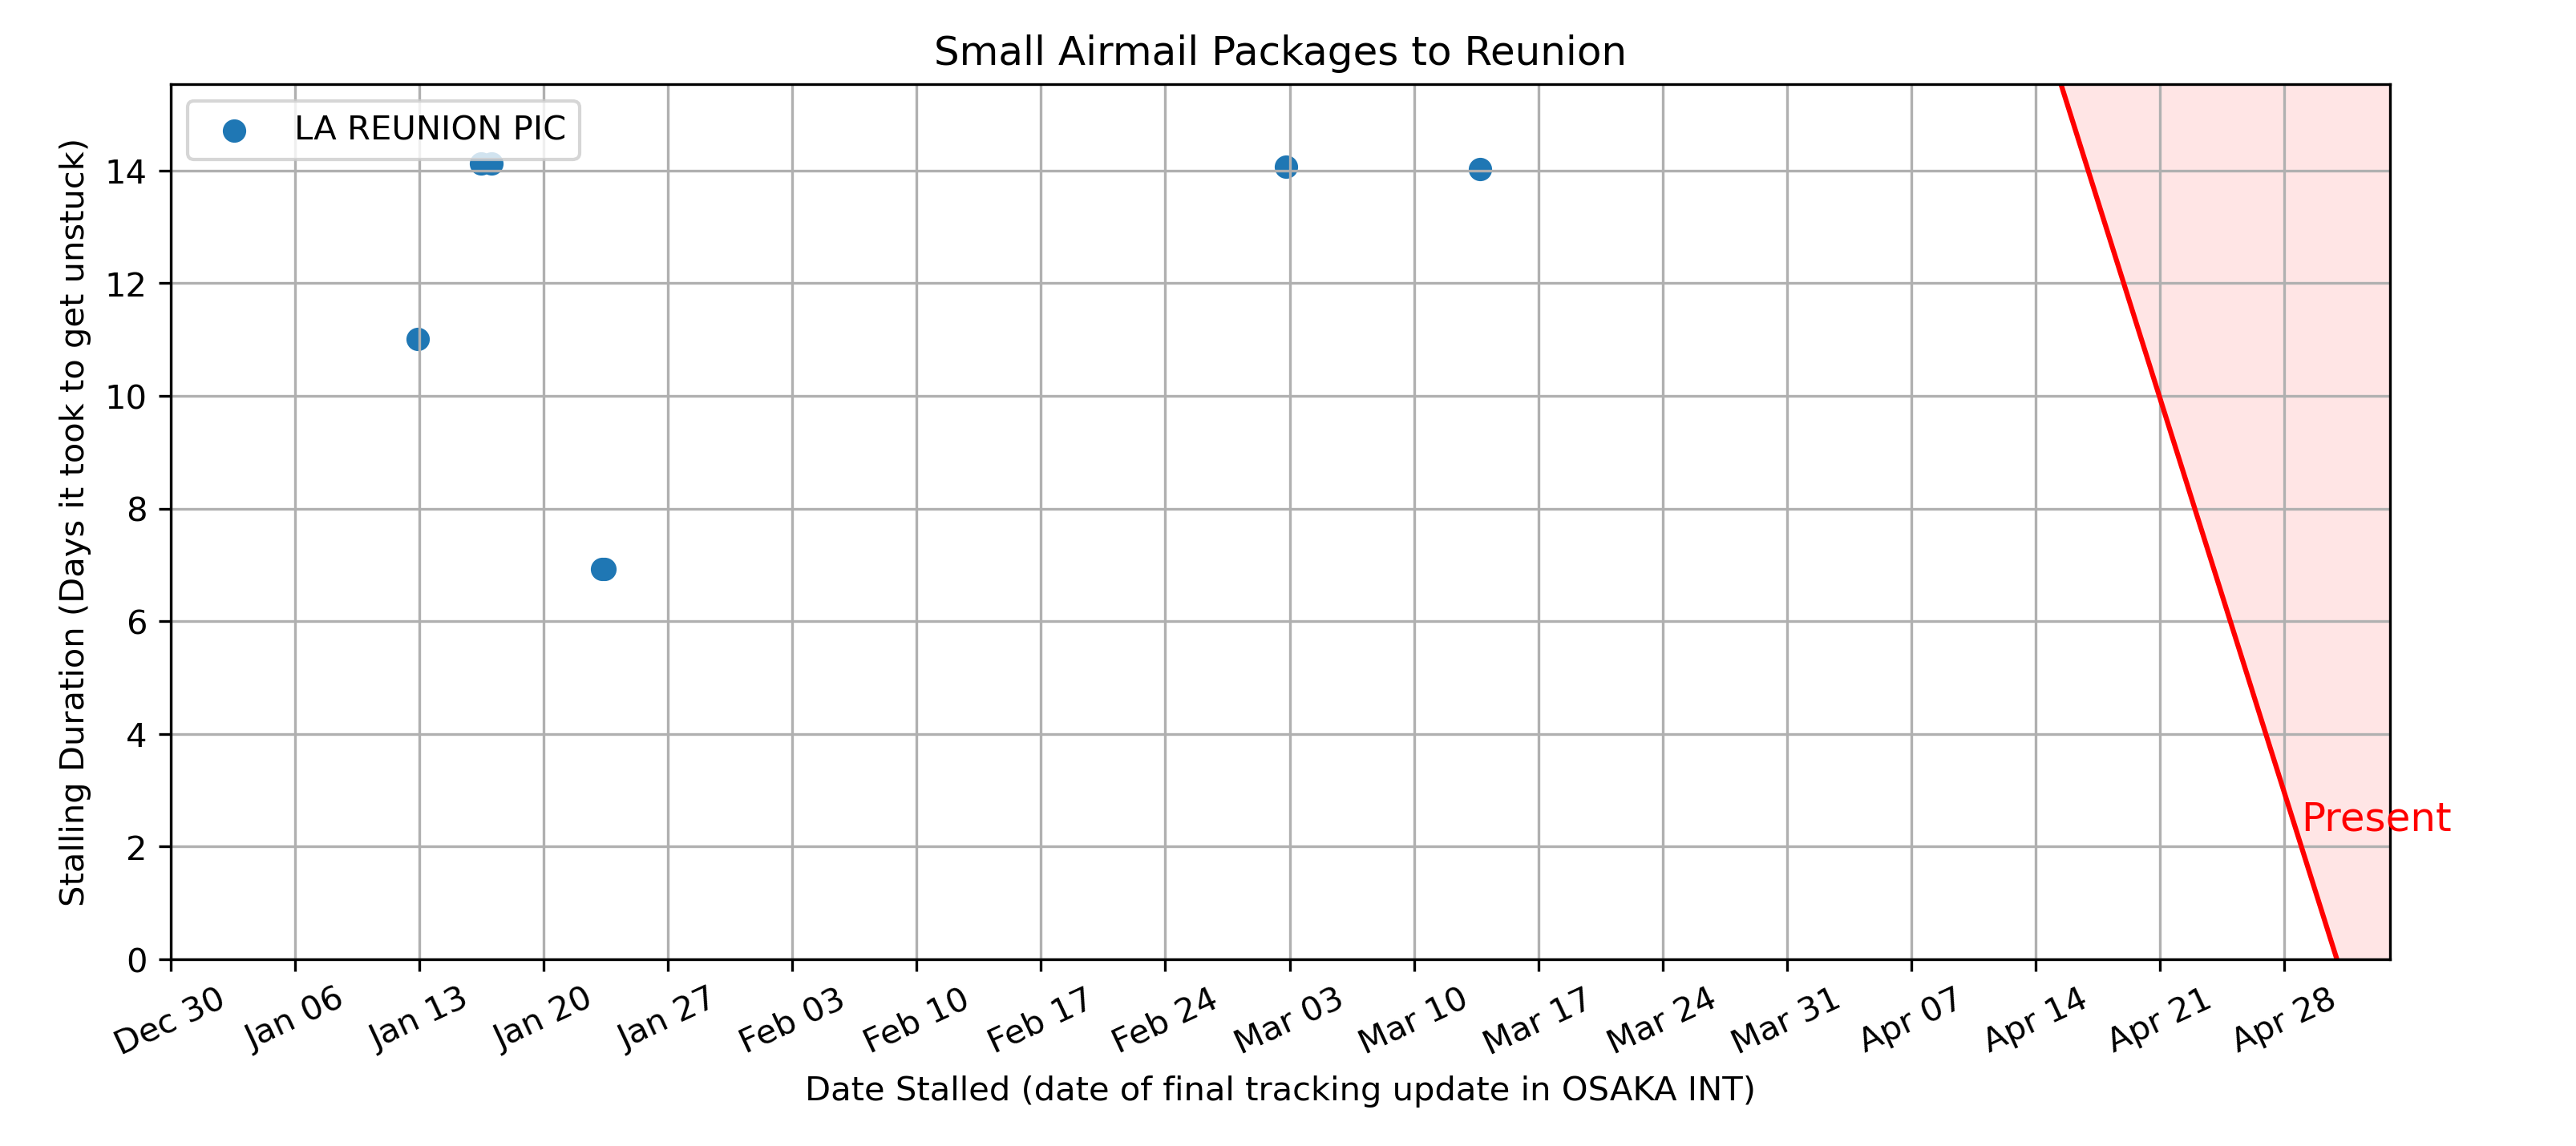 Small Airmail Packages to Reunion
LA REUNION PIC
Stalling Duration (Days it took to get unstuck)
14
12
10
8
6
4
2
0
Present
Dec 30
Jan 06
Jan 13
Jan 20
Jan 27
Feb 03
Feb 10
Feb 17
Feb 24
Mar 03
Mar 10
Mar 17
Mar 24
Mar 31
Apr 07
Apr 14
Apr 21
Apr 28
Date Stalled (date of final tracking update in OSAKA INT)